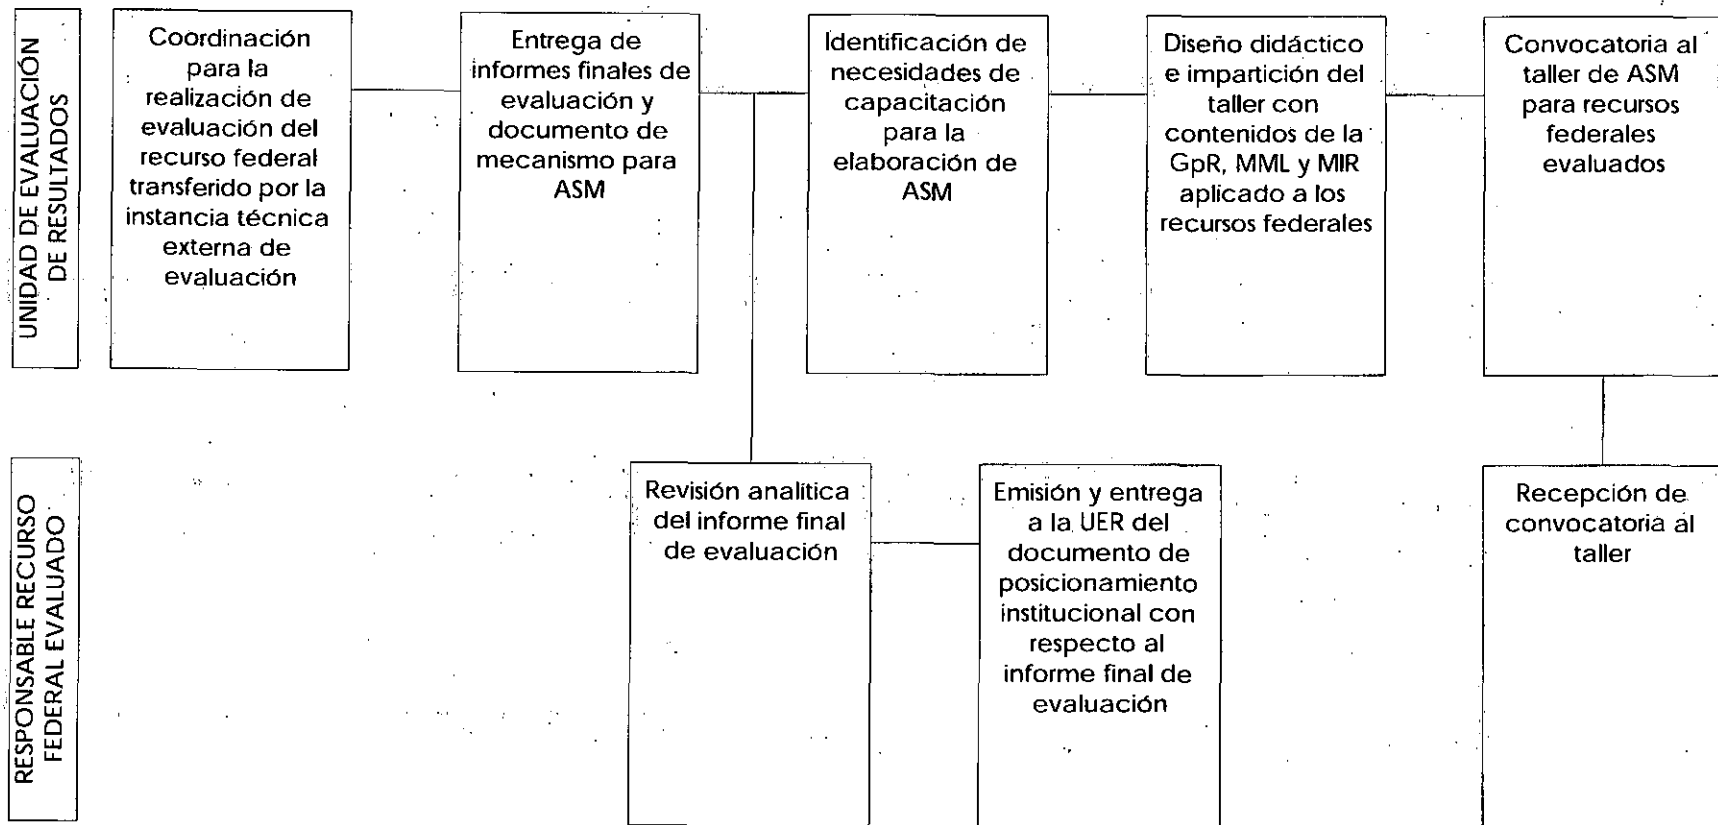 UNIDAD DE EVALUACIÓN
DE RESULTADOS
Coordinación
para la
realización de
evaluación del
recurso federal
transferido por la
instancia técnica
externa de
evaluación
Entrega de
informes finales de
evaluación y
documento de
mecanismo para
ASM
Identificación de
necesidades de
capacitación
para la
elaboración de
ASM
Diseño didáctico
e impartición del
taller con
contenidos de la
GpR, MML y MIR
aplicado a los
recursos federales
Convocatoria al
taller de ASM
para recursos
federales
evaluados
RESPONSABLE RECURSO
FEDERAL EVALUADO
Revisión analítica
del informe final
de evaluación
Emisión y entrega
a la UER del
documento de
posicionamiento
institucional con
respecto al
informe final de
evaluación
Recepción de
convocatoria al
taller